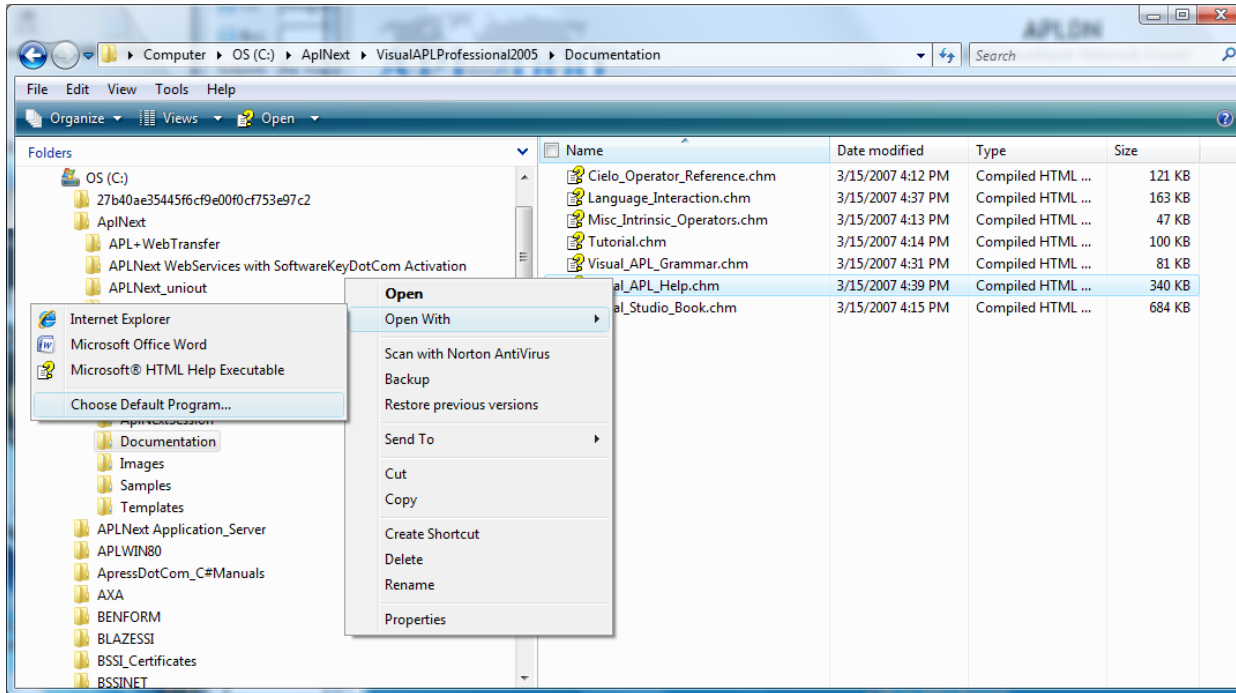 APLDN
Computer ▸ OS (C:) ▸ AplNext ▸ VisualAPLProfessional2005 ▸ Documentation
Search
File Edit View Tools Help
Organize Views Open
Folders
OS (C:)
27b40ae35445f6cf9e00f0cf753e97c2
AplNext
APL+WebTransfer
APLNext WebServices with SoftwareKeyDotCom Activation
APLNext_uniout
Documentation
Images
Samples
Templates
APLNext Application_Server
APLWIN80
ApressDotCom_C#Manuals
AXA
BENFORM
BLAZESSI
BSSI_Certificates
BSSINET
Name Date modified Type Size
Cielo_Operator_Reference.chm 3/15/2007 4:12 PM Compiled HTML ... 121 KB
Language_Interaction.chm 3/15/2007 4:37 PM Compiled HTML ... 163 KB
Misc_Intrinsic_Operators.chm 3/15/2007 4:13 PM Compiled HTML ... 47 KB
Tutorial.chm 3/15/2007 4:14 PM Compiled HTML ... 100 KB
Visual_APL_Grammar.chm 3/15/2007 4:31 PM Compiled HTML ... 81 KB
al_APL_Help.chm 3/15/2007 4:39 PM Compiled HTML ... 340 KB
al_Studio_Book.chm 3/15/2007 4:15 PM Compiled HTML ... 684 KB
Open
Open With
Scan with Norton AntiVirus
Backup
Restore previous versions
Send To
Cut
Copy
Create Shortcut
Delete
Rename
Properties
Internet Explorer
Microsoft Office Word
Microsoft® HTML Help Executable
Choose Default Program...